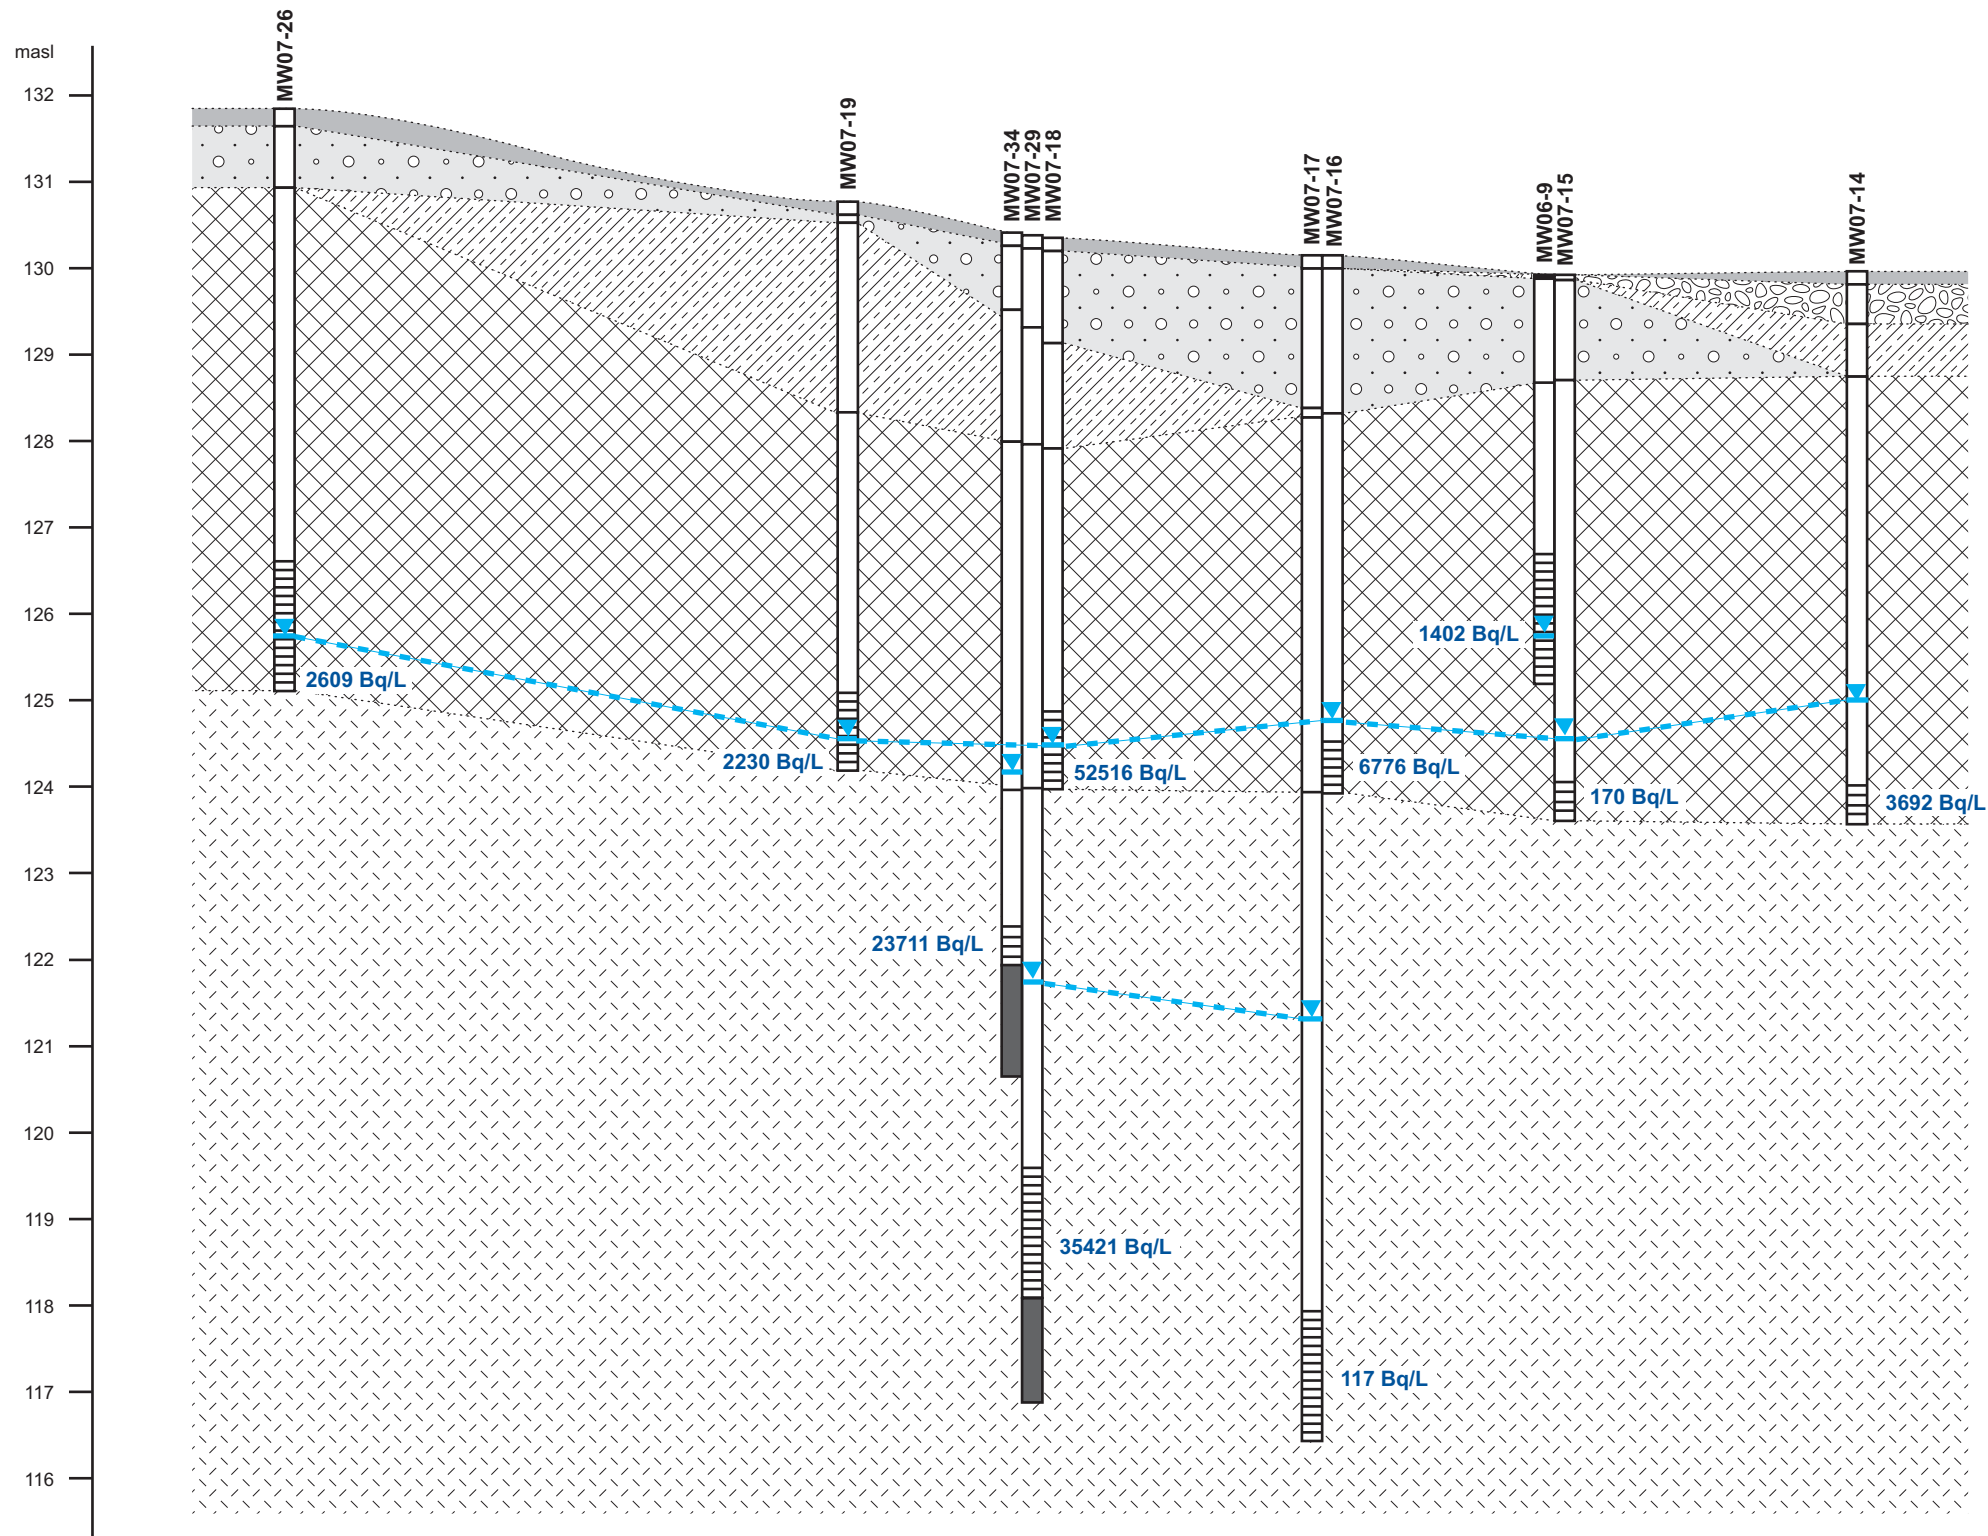 masl
132
131
130
129
128
127
126
125
124
123
122
121
120
119
118
117
116
MW07-26
MW07-19
MW07-34
MW07-29
MW07-18
MW07-17
MW07-16
MW06-9
MW07-15
MW07-14
1402 Bq/L
2609 Bq/L
2230 Bq/L
52516 Bq/L
6776 Bq/L
170 Bq/L
3692 Bq/L
23711 Bq/L
35421 Bq/L
117 Bq/L